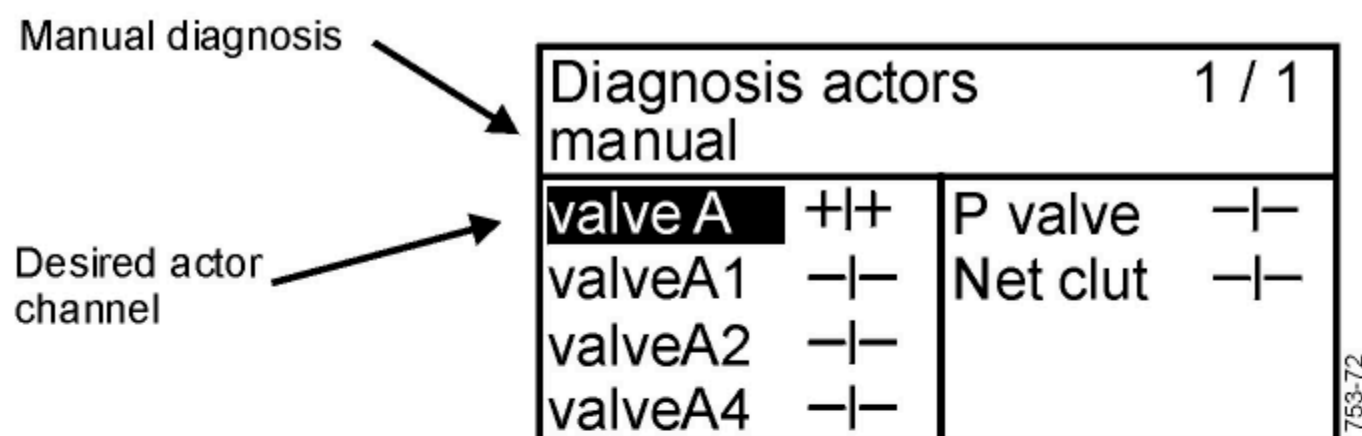 Manual diagnosis
Diagnosis actors 1 / 1
manual
Desired actor
channel
valve A +|+ P valve –|–
valveA1 –|– Net clut –|–
valveA2 –|–
valveA4 –|–
753-72